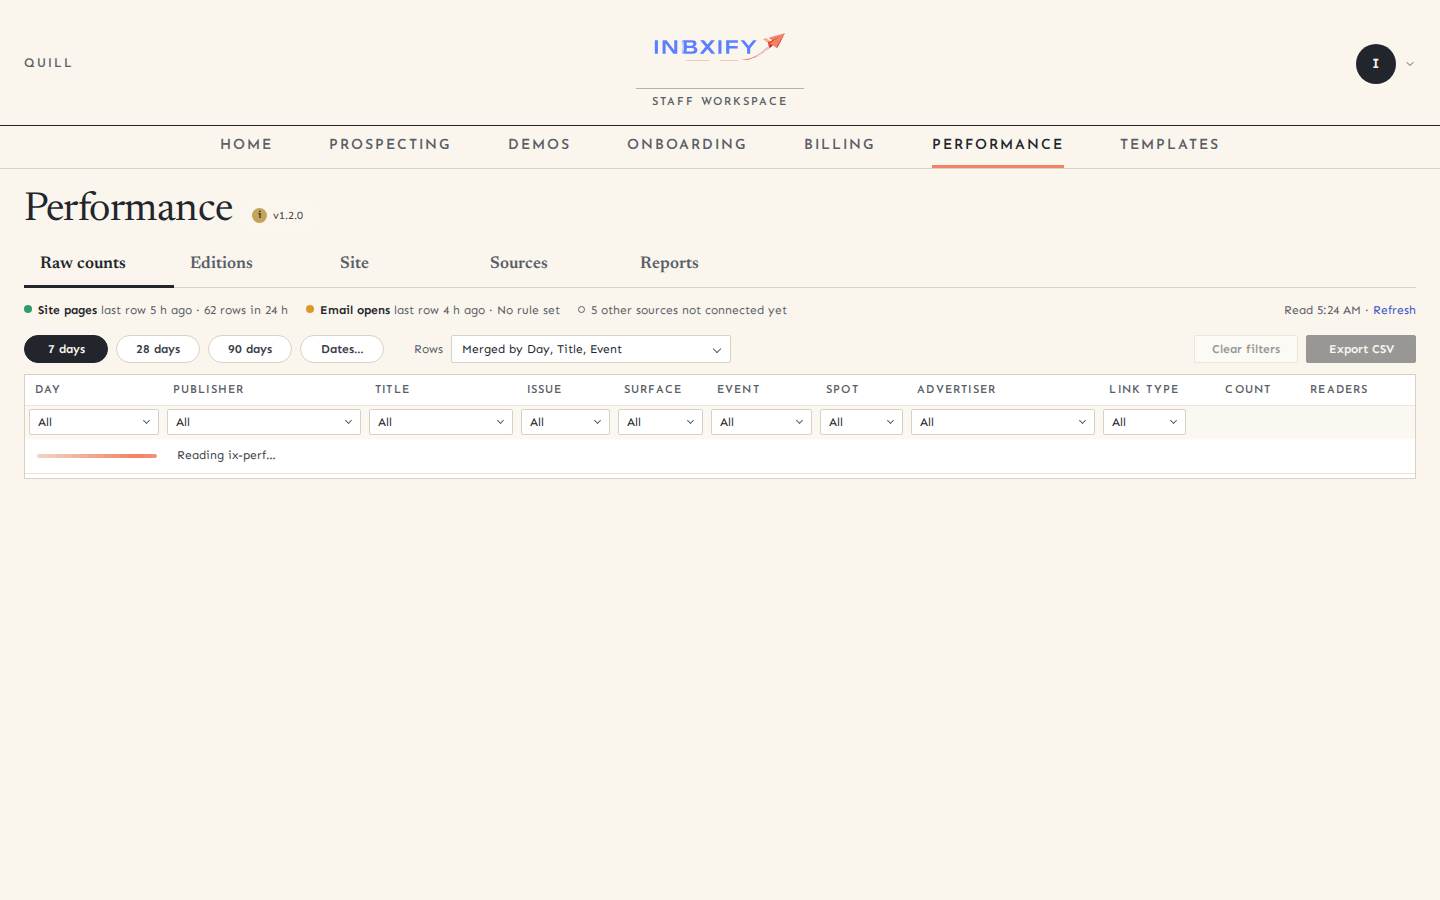 QUILL
INBXIFY
I
STAFF WORKSPACE
HOME PROSPECTING DEMOS ONBOARDING BILLING PERFORMANCE TEMPLATES
Performance i v1.2.0
Raw counts Editions Site Sources Reports
Site pages last row 5 h ago · 62 rows in 24 h Email opens last row 4 h ago · No rule set 5 other sources not connected yet Read 5:24 AM · Refresh
7 days 28 days 90 days Dates... Rows Merged by Day, Title, Event Clear filters Export CSV
DAY PUBLISHER TITLE ISSUE SURFACE EVENT SPOT ADVERTISER LINK TYPE COUNT READERS
All All All All All All All All All
Reading ix-perf...